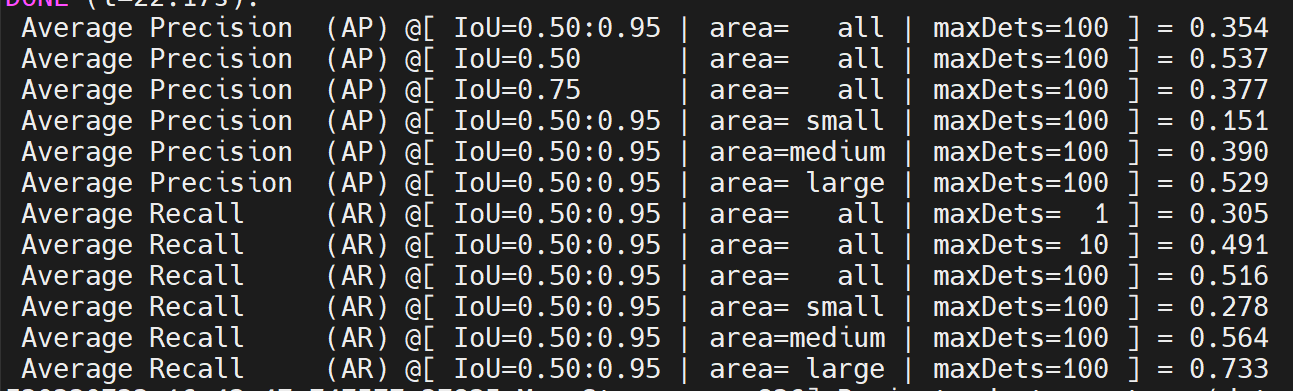 DONE (t=22.17s).
Average Precision (AP) @[ IoU=0.50:0.95 | area= all | maxDets=100 ] = 0.354
Average Precision (AP) @[ IoU=0.50 | area= all | maxDets=100 ] = 0.537
Average Precision (AP) @[ IoU=0.75 | area= all | maxDets=100 ] = 0.377
Average Precision (AP) @[ IoU=0.50:0.95 | area= small | maxDets=100 ] = 0.151
Average Precision (AP) @[ IoU=0.50:0.95 | area=medium | maxDets=100 ] = 0.390
Average Precision (AP) @[ IoU=0.50:0.95 | area= large | maxDets=100 ] = 0.529
Average Recall (AR) @[ IoU=0.50:0.95 | area= all | maxDets= 1 ] = 0.305
Average Recall (AR) @[ IoU=0.50:0.95 | area= all | maxDets= 10 ] = 0.491
Average Recall (AR) @[ IoU=0.50:0.95 | area= all | maxDets=100 ] = 0.516
Average Recall (AR) @[ IoU=0.50:0.95 | area= small | maxDets=100 ] = 0.278
Average Recall (AR) @[ IoU=0.50:0.95 | area=medium | maxDets=100 ] = 0.564
Average Recall (AR) @[ IoU=0.50:0.95 | area= large | maxDets=100 ] = 0.733